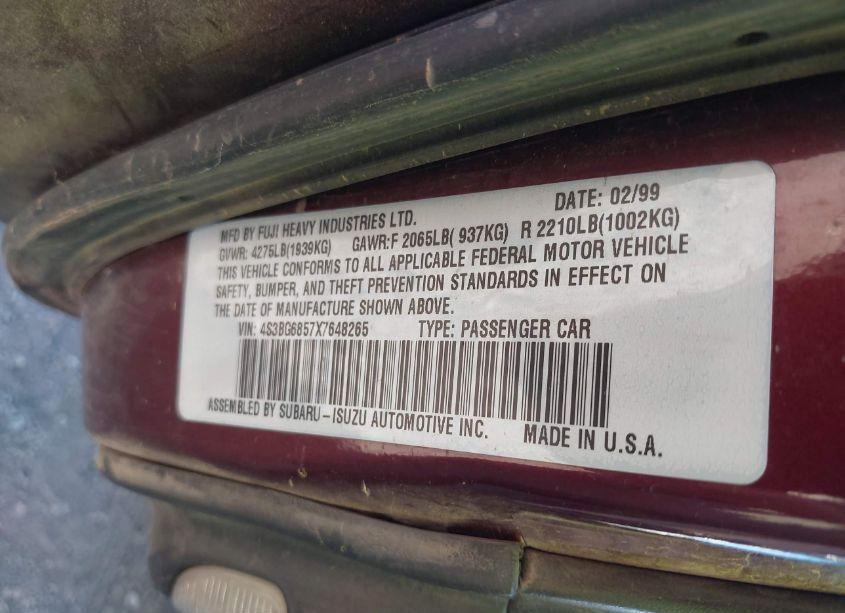 DATE: 02/99
MFD BY FUJI HEAVY INDUSTRIES LTD.
GVWR: 4275LB(1939KG) GAWR:F 2065LB( 937KG) R 2210LB(1002KG)
THIS VEHICLE CONFORMS TO ALL APPLICABLE FEDERAL MOTOR VEHICLE
SAFETY, BUMPER, AND THEFT PREVENTION STANDARDS IN EFFECT ON
THE DATE OF MANUFACTURE SHOWN ABOVE.
VIN: 4S3BG6857X7648265 TYPE: PASSENGER CAR
ASSEMBLED BY SUBARU-ISUZU AUTOMOTIVE INC. MADE IN U.S.A.